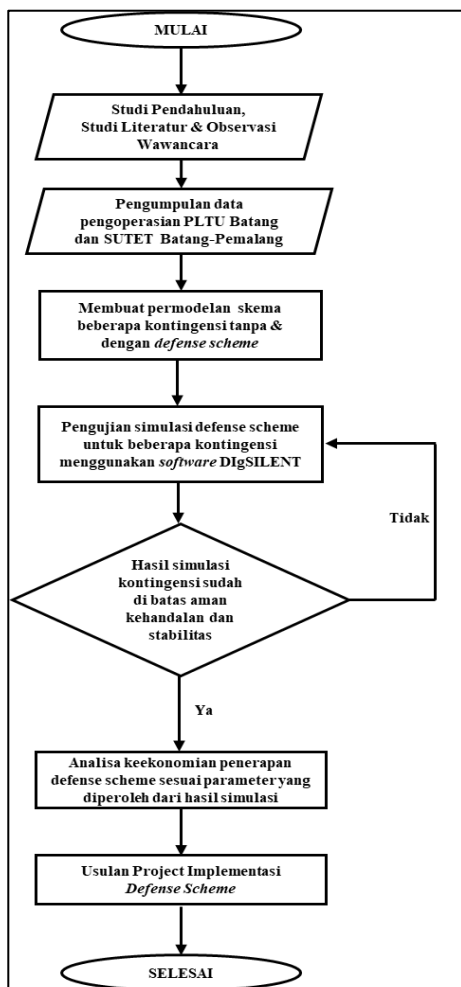 MULAI
Studi Pendahuluan,
Studi Literatur & Observasi
Wawancara
Pengumpulan data
pengoperasian PLTU Batang
dan SUTET Batang-Pemalang
Membuat permodelan skema
beberapa kontingensi tanpa &
dengan defense scheme
Pengujian simulasi defense scheme
untuk beberapa kontingensi
menggunakan software DIgSILENT
Tidak
Hasil simulasi
kontingensi sudah
di batas aman
kehandalan dan
stabilitas
Ya
Analisa keekonomian penerapan
defense scheme sesuai parameter yang
diperoleh dari hasil simulasi
Usulan Project Implementasi
Defense Scheme
SELESAI